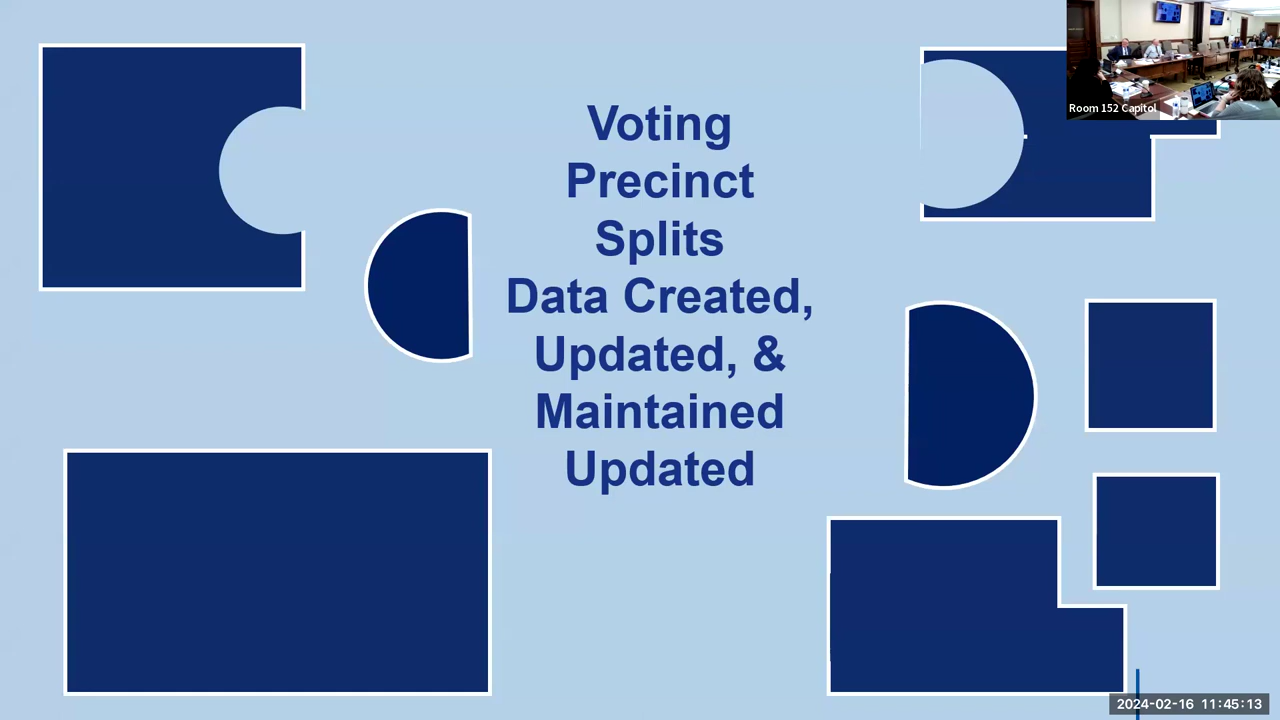 Room 152 Capitol
Voting
Precinct
Splits
Data Created,
Updated, &
Maintained
Updated
2024-02-16 11:45:13